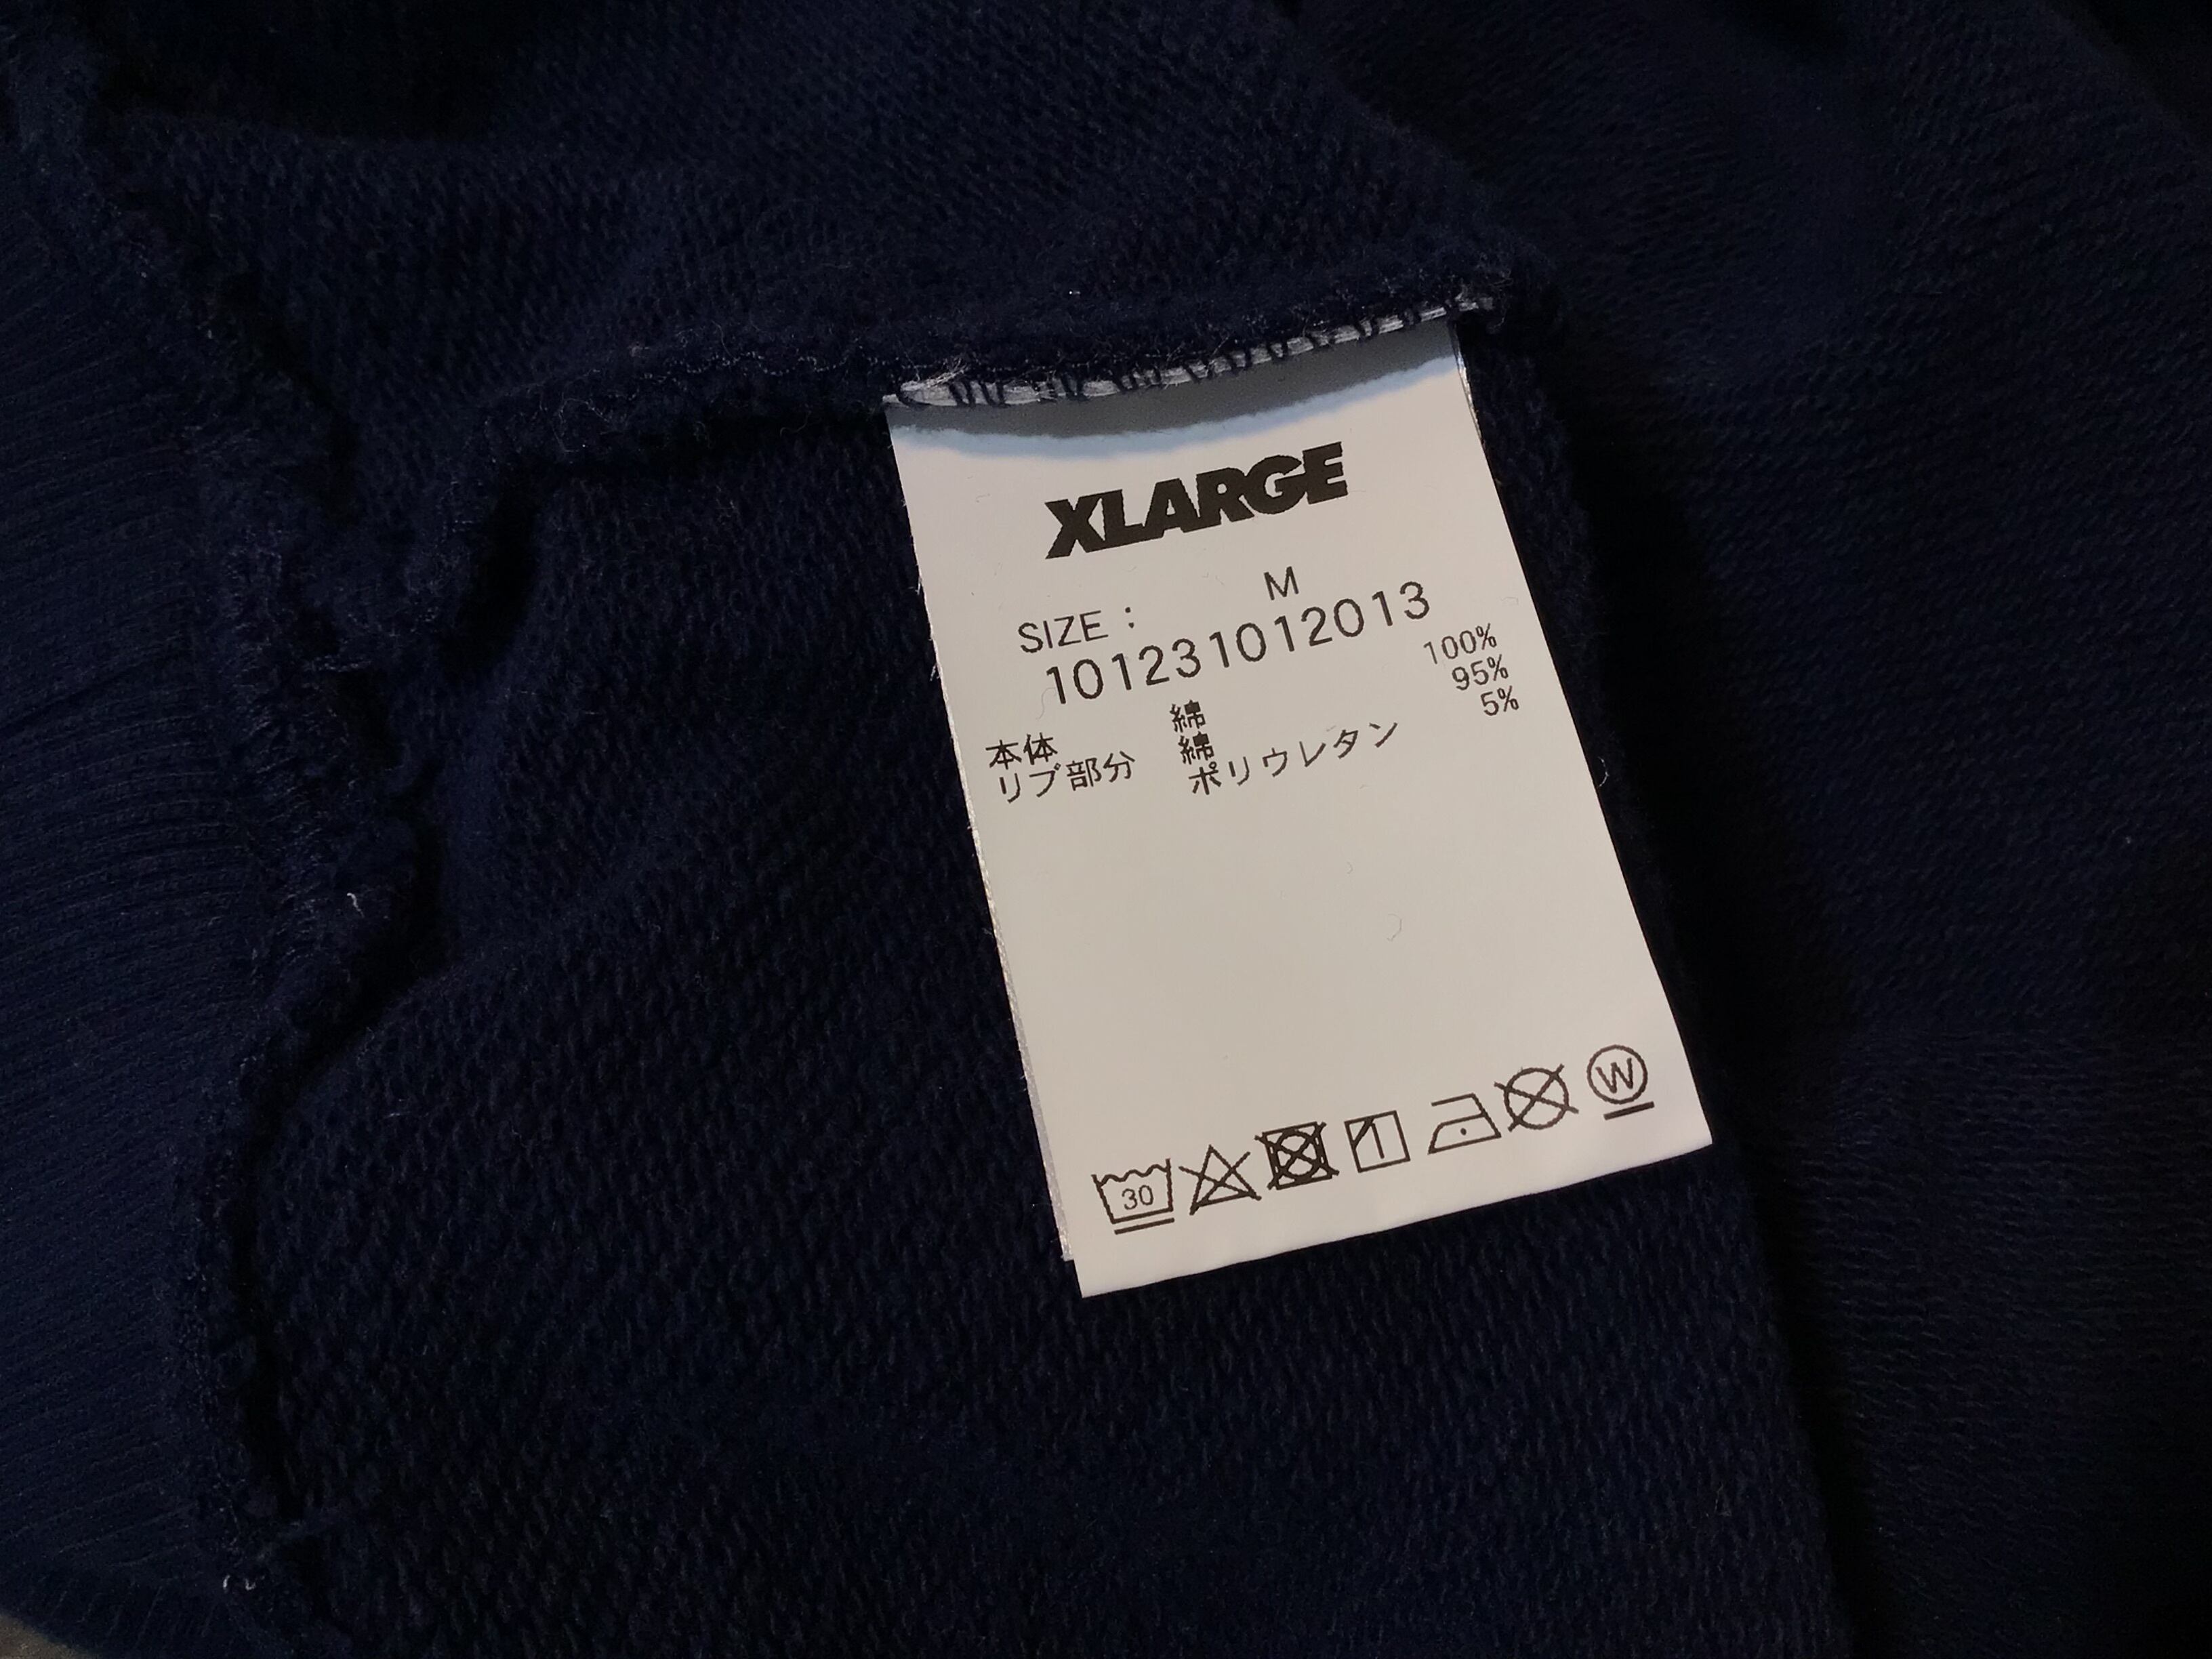 XLARGE
SIZE : M
101231012013
本体 綿 100%
リブ部分 綿 95%
ポリウレタン 5%
30
W